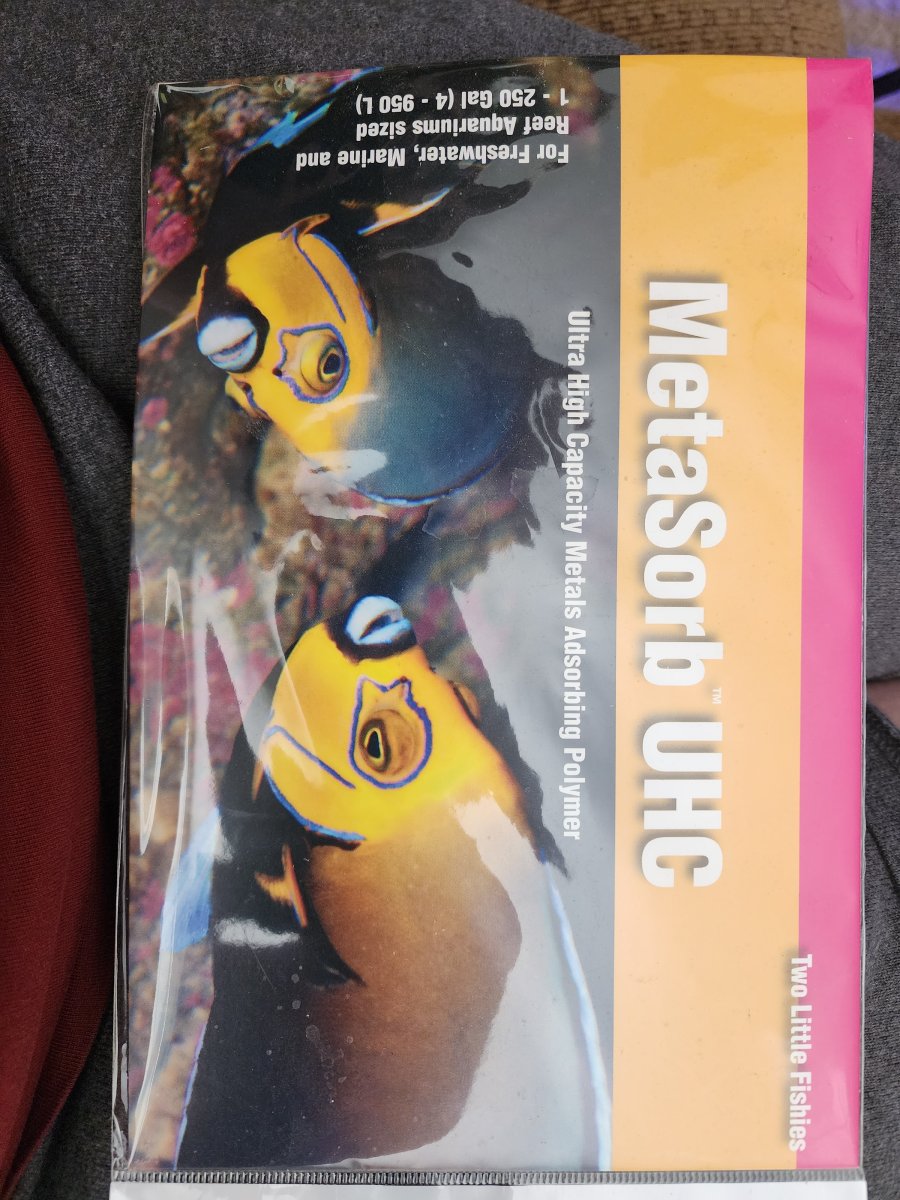 Two Little Fishies
MetaSorb™ UHC
Ultra High Capacity Metals Adsorbing Polymer
For Freshwater, Marine and
Reef Aquariums sized
1 - 250 Gal (4 - 950 L)